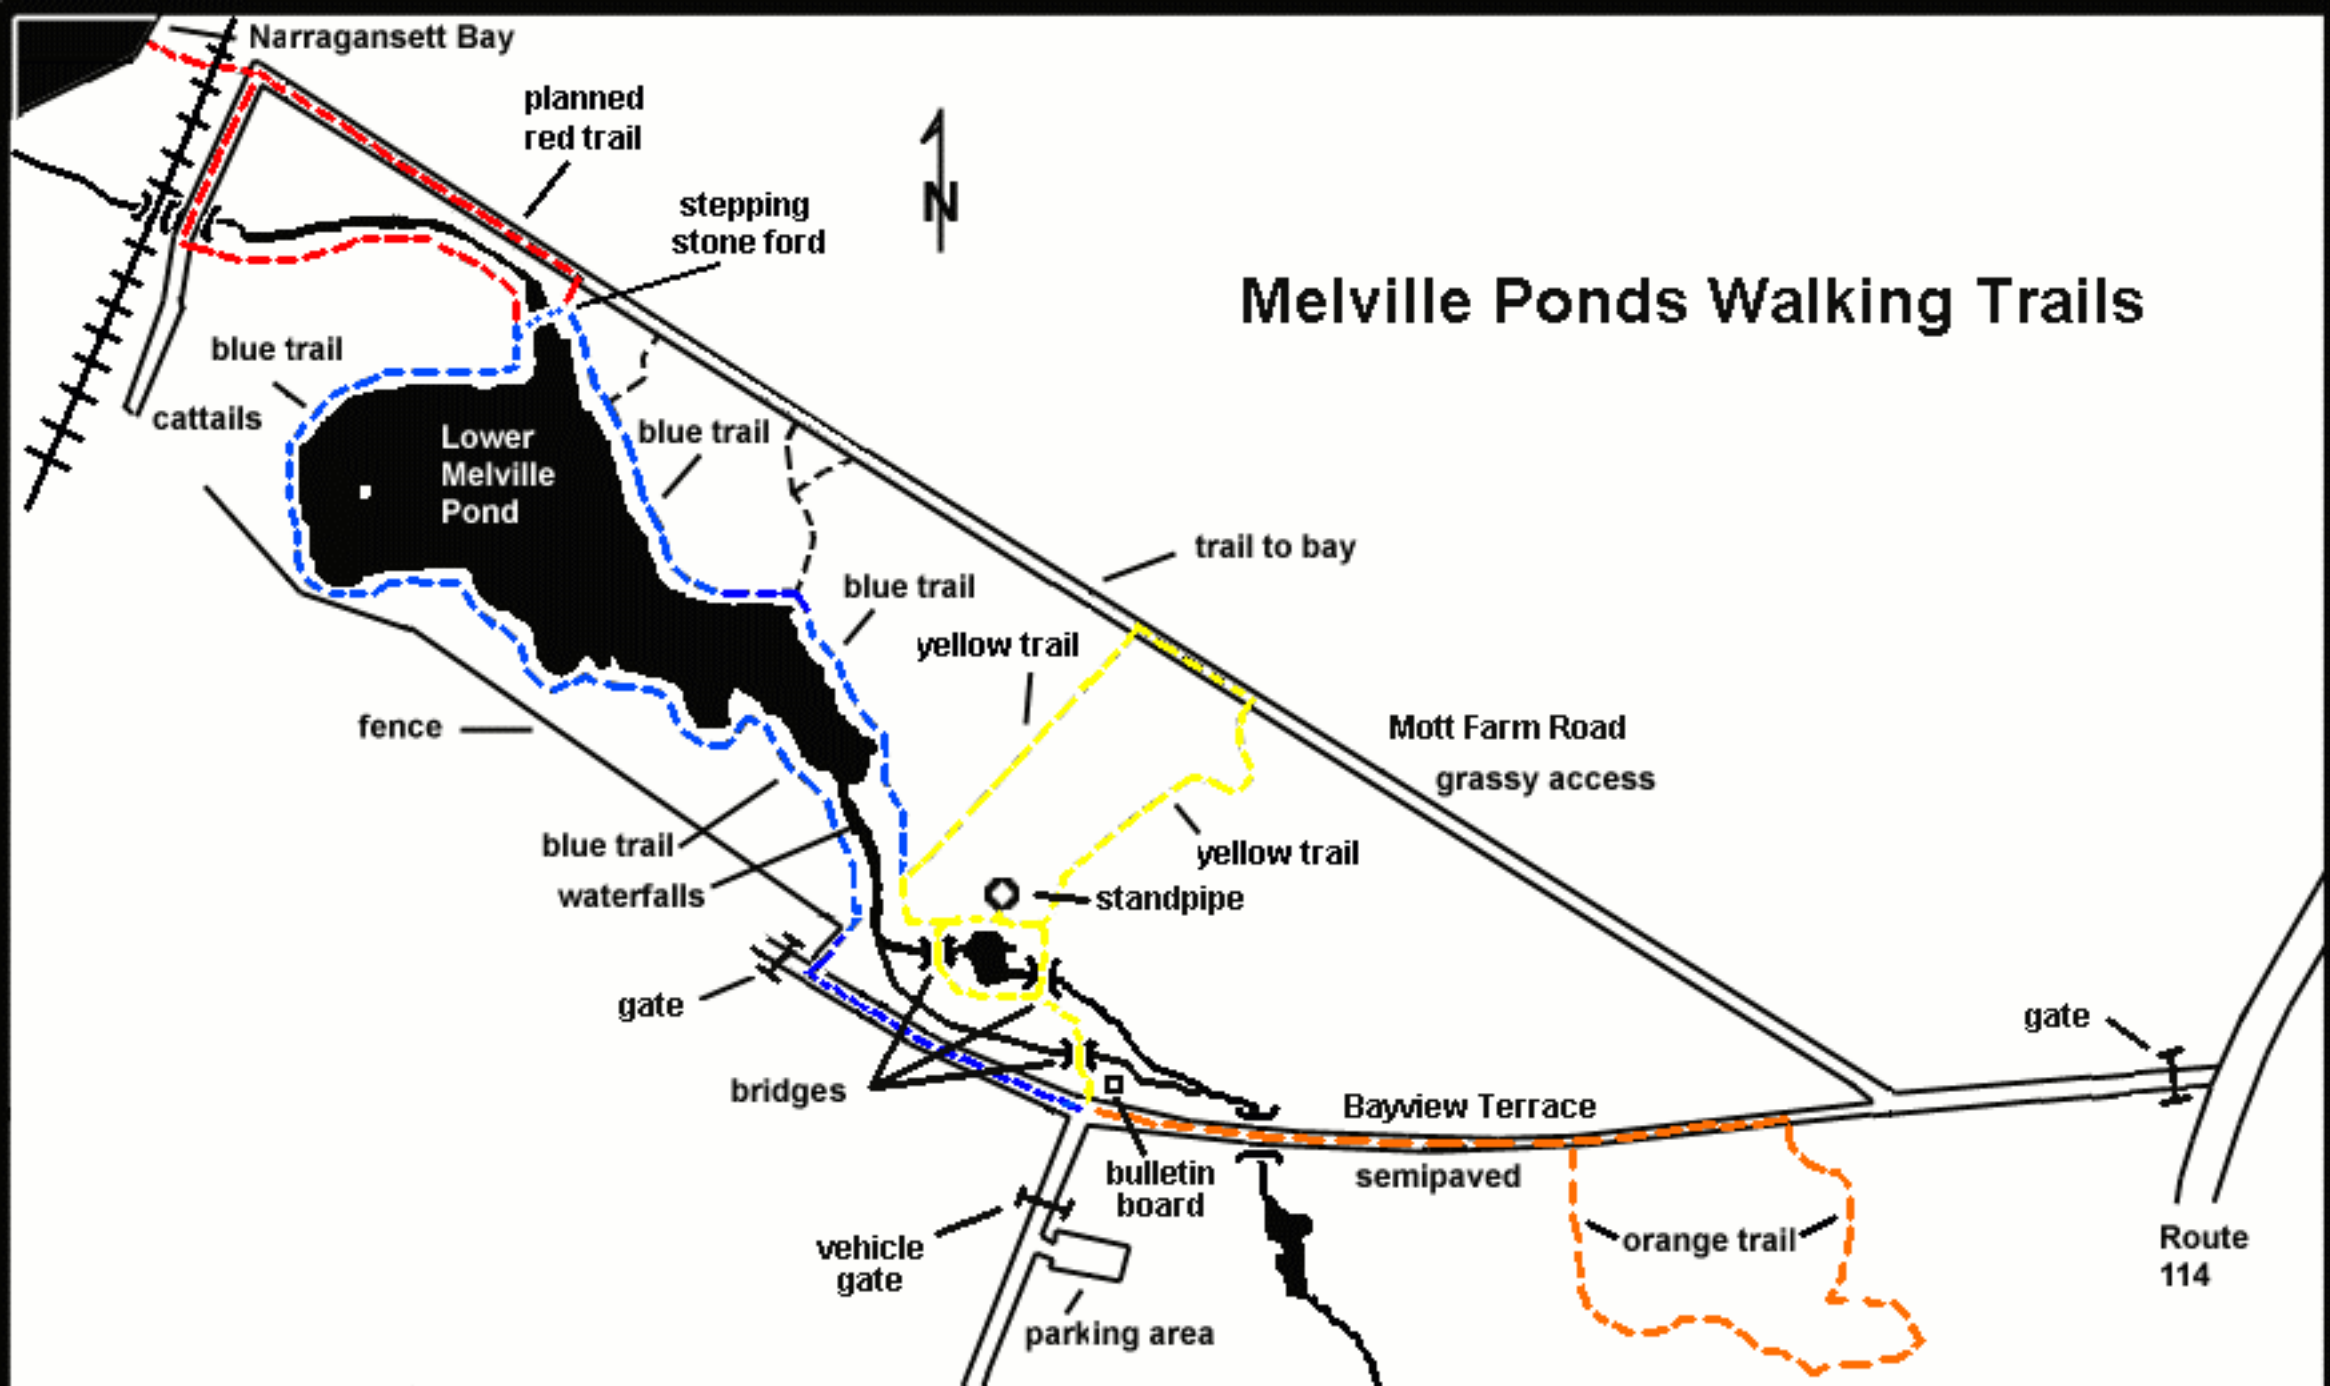 Narragansett Bay
planned
red trail
stepping
stone ford
N
Melville Ponds Walking Trails
blue trail
cattails
Lower
Melville
Pond
blue trail
trail to bay
blue trail
yellow trail
fence
Mott Farm Road
grassy access
blue trail
yellow trail
waterfalls
standpipe
gate
gate
bridges
Bayview Terrace
bulletin
board
semipaved
vehicle
gate
orange trail
Route
114
parking area